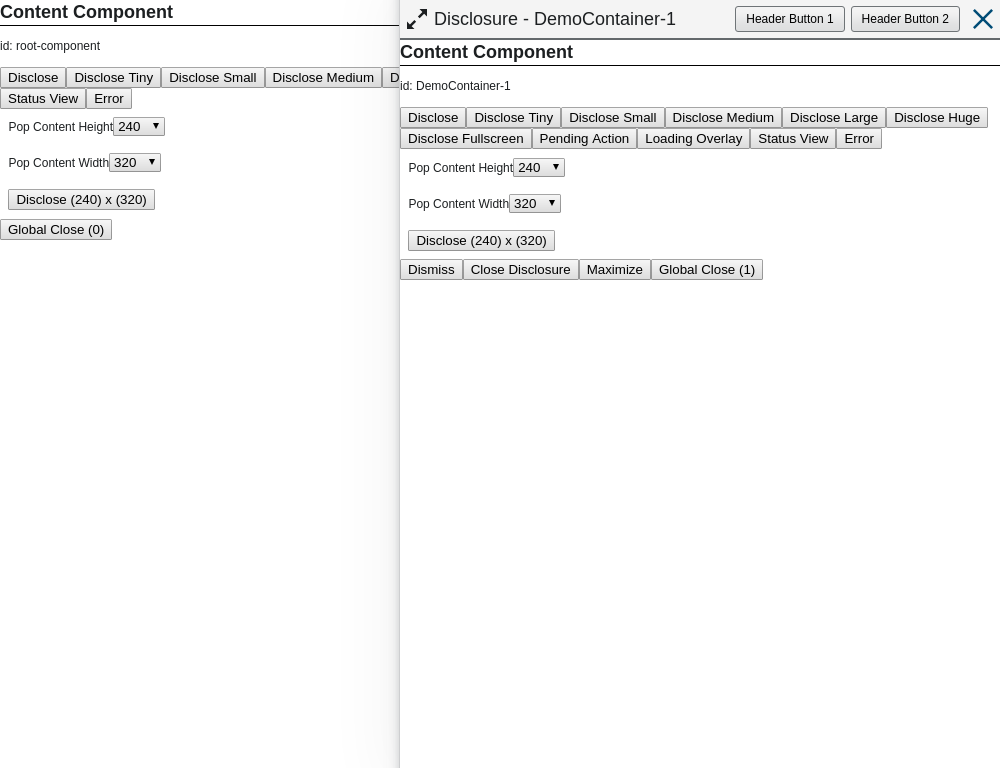 Content Component
id: root-component
Disclose Disclose Tiny Disclose Small Disclose Medium D
Status View Error
Pop Content Height 240
Pop Content Width 320
Disclose (240) x (320)
Global Close (0)
Disclosure - DemoContainer-1 Header Button 1 Header Button 2
Content Component
id: DemoContainer-1
Disclose Disclose Tiny Disclose Small Disclose Medium Disclose Large Disclose Huge
Disclose Fullscreen Pending Action Loading Overlay Status View Error
Pop Content Height 240
Pop Content Width 320
Disclose (240) x (320)
Dismiss Close Disclosure Maximize Global Close (1)